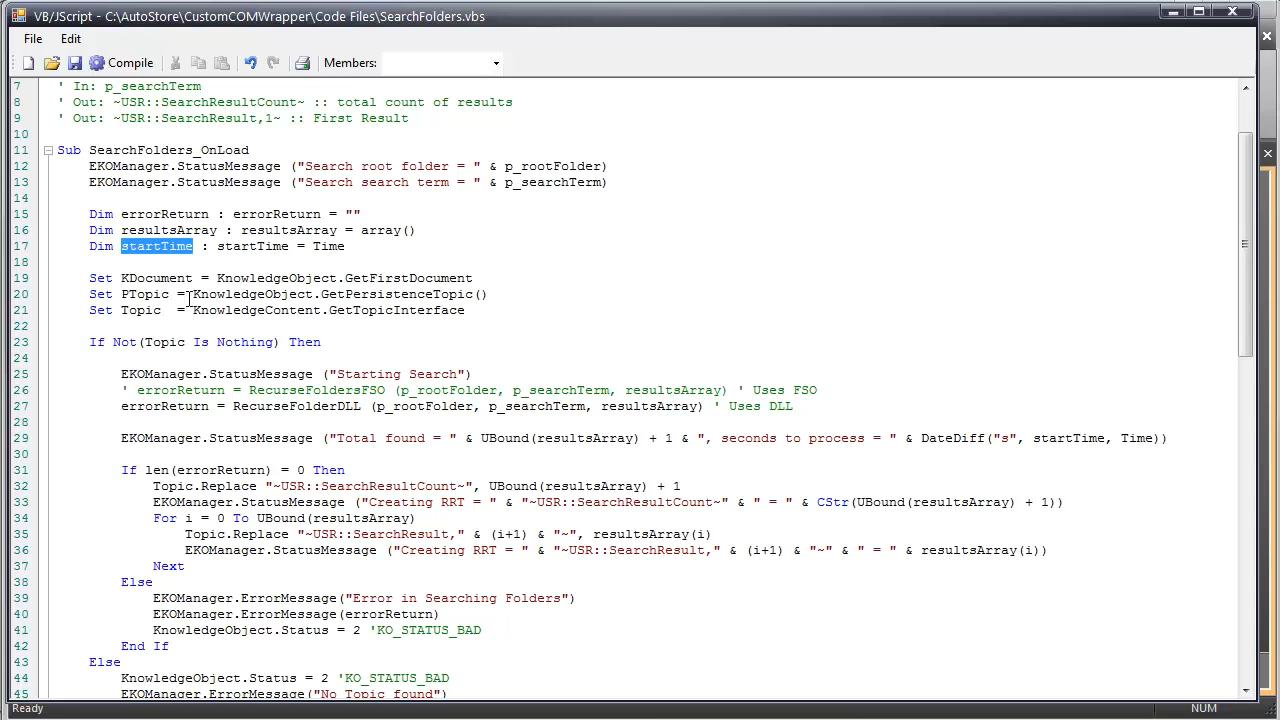 VB/JScript - C:\AutoStore\CustomCOMWrapper\Code Files\SearchFolders.vbs
File Edit
Compile Members:
7 ' In: p_searchTerm
8 ' Out: ~USR::SearchResultCount~ :: total count of results
9 ' Out: ~USR::SearchResult,1~ :: First Result
10
11 Sub SearchFolders_OnLoad
12 EKOManager.StatusMessage ("Search root folder = " & p_rootFolder)
13 EKOManager.StatusMessage ("Search search term = " & p_searchTerm)
14
15 Dim errorReturn : errorReturn = ""
16 Dim resultsArray : resultsArray = array()
17 Dim startTime : startTime = Time
18
19 Set KDocument = KnowledgeObject.GetFirstDocument
20 Set PTopic = KnowledgeObject.GetPersistenceTopic()
21 Set Topic = KnowledgeContent.GetTopicInterface
22
23 If Not(Topic Is Nothing) Then
24
25 EKOManager.StatusMessage ("Starting Search")
26 ' errorReturn = RecurseFoldersFSO (p_rootFolder, p_searchTerm, resultsArray) ' Uses FSO
27 errorReturn = RecurseFolderDLL (p_rootFolder, p_searchTerm, resultsArray) ' Uses DLL
28
29 EKOManager.StatusMessage ("Total found = " & UBound(resultsArray) + 1 & ", seconds to process = " & DateDiff("s", startTime, Time))
30
31 If len(errorReturn) = 0 Then
32 Topic.Replace "~USR::SearchResultCount~", UBound(resultsArray) + 1
33 EKOManager.StatusMessage ("Creating RRT = " & "~USR::SearchResultCount~" & " = " & CStr(UBound(resultsArray) + 1))
34 For i = 0 To UBound(resultsArray)
35 Topic.Replace "~USR::SearchResult," & (i+1) & "~", resultsArray(i)
36 EKOManager.StatusMessage ("Creating RRT = " & "~USR::SearchResult," & (i+1) & "~" & " = " & resultsArray(i))
37 Next
38 Else
39 EKOManager.ErrorMessage("Error in Searching Folders")
40 EKOManager.ErrorMessage(errorReturn)
41 KnowledgeObject.Status = 2 'KO_STATUS_BAD
42 End If
43 Else
44 KnowledgeObject.Status = 2 'KO_STATUS_BAD
45 EKOManager.ErrorMessage("No Topic found")
Ready NUM